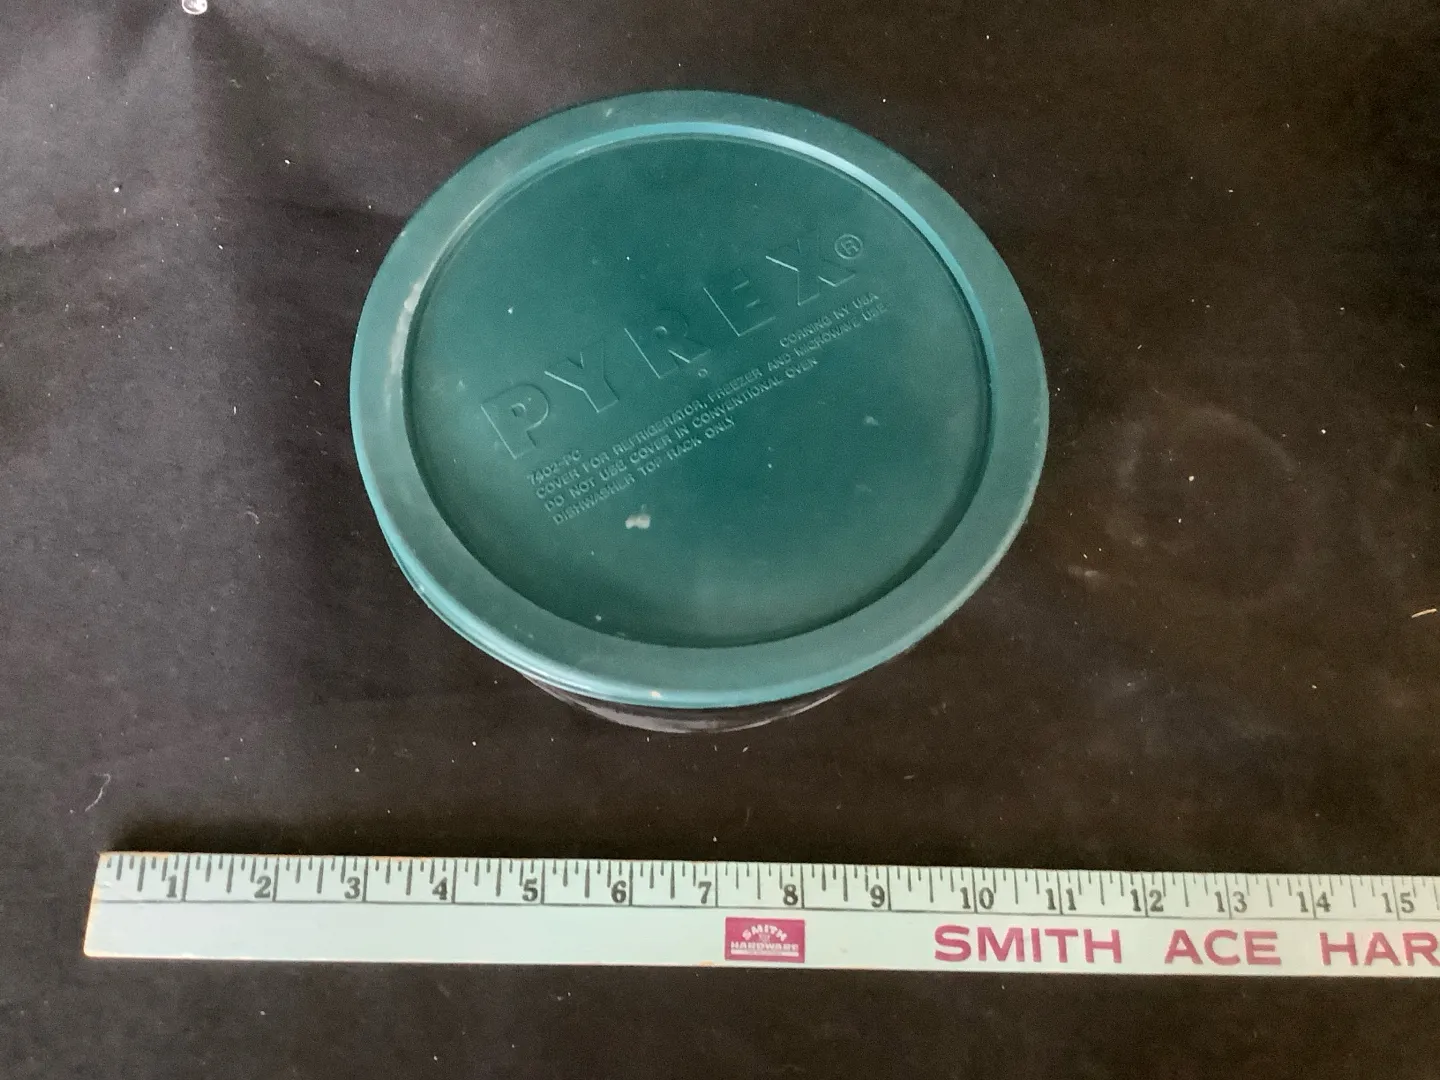 PYREX®
CORNING NY USA
7402-PC
COVER FOR REFRIGERATOR, FREEZER AND MICROWAVE USE
DO NOT USE COVER IN CONVENTIONAL OVEN
DISHWASHER TOP RACK ONLY
1 2 3 4 5 6 7 8 9 10 11 12 13 14 15
SMITH
HARDWARE
SMITH ACE HAR